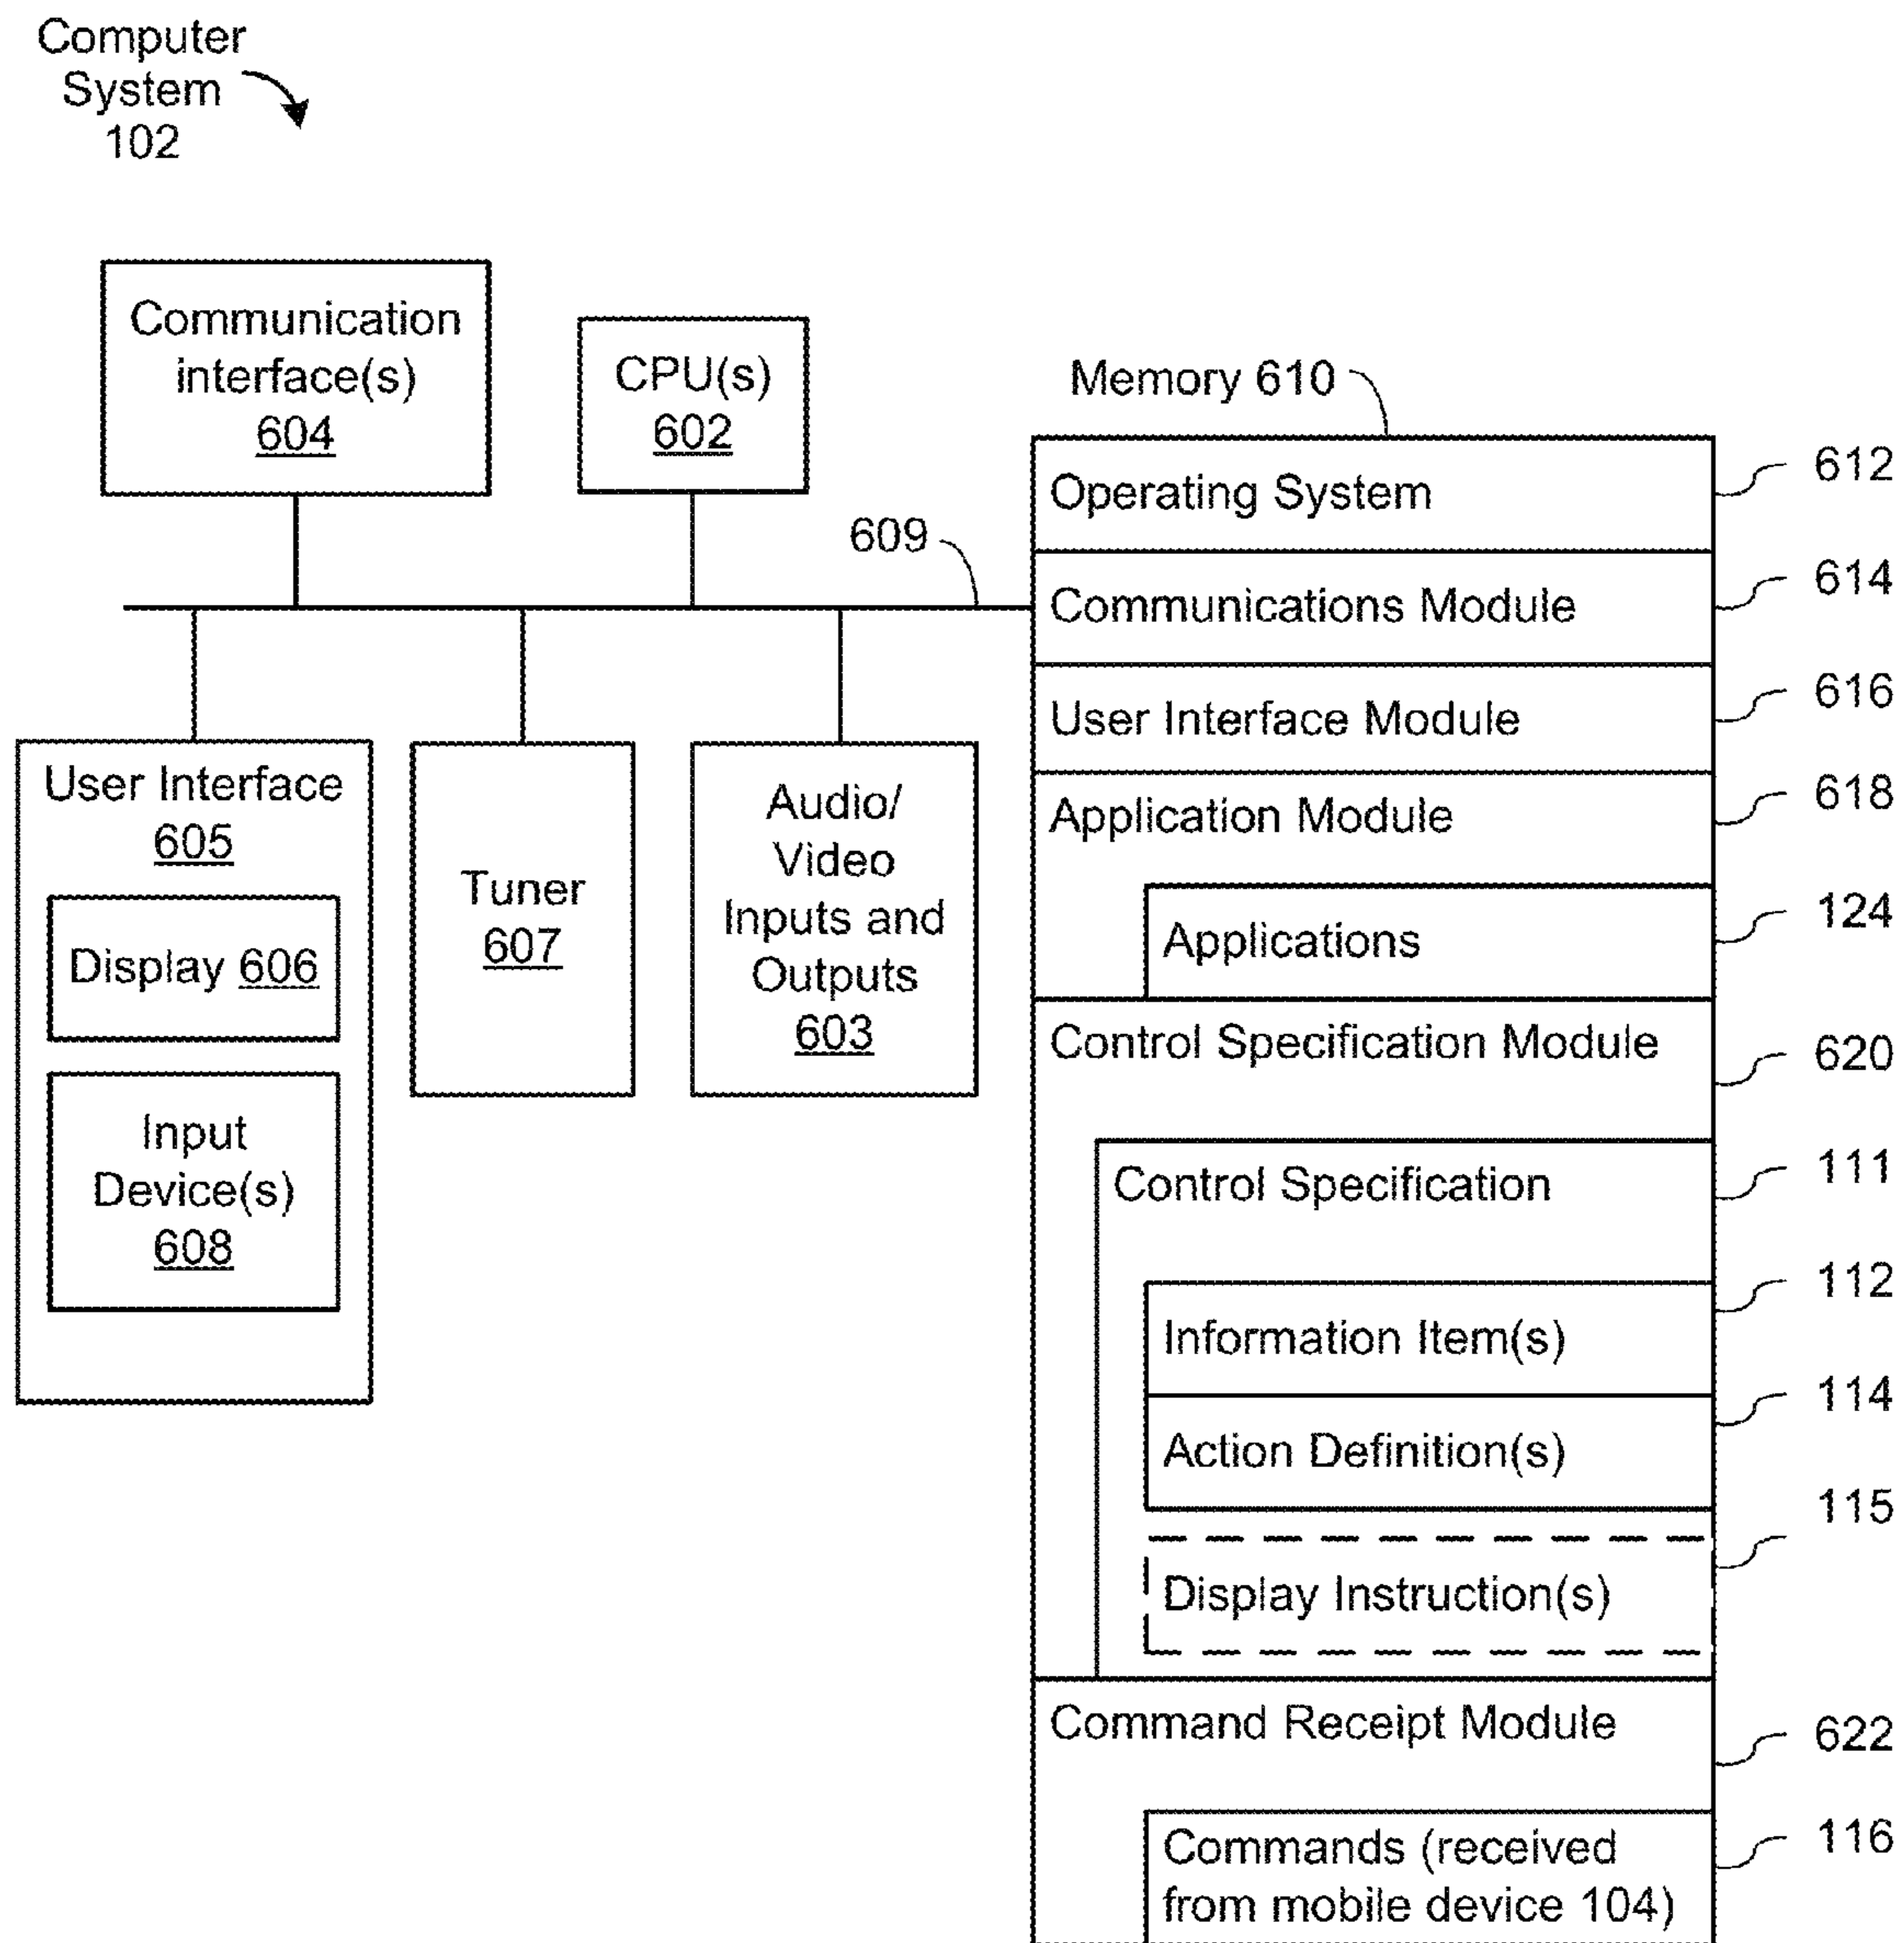 Computer
System
102
Communication
interface(s)
604
CPU(s)
602
609
User Interface
605
Display 606
Input
Device(s)
608
Tuner
607
Audio/
Video
Inputs and
Outputs
603
Memory 610
Operating System
612
Communications Module
614
User Interface Module
616
Application Module
618
Applications
124
Control Specification Module
620
Control Specification
111
Information Item(s)
112
Action Definition(s)
114
Display Instruction(s)
115
Command Receipt Module
622
Commands (received
from mobile device 104)
116